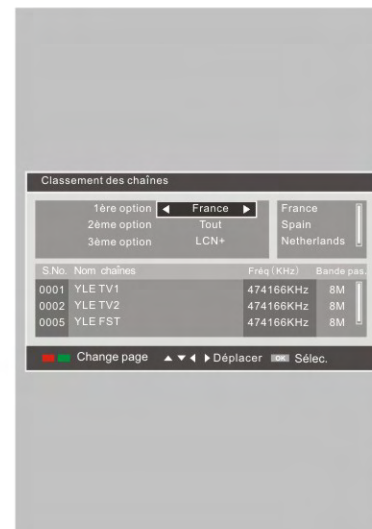 Classement des chaînes
1ère option ◀ France ▶
2ème option Tout
3ème option LCN+
France
Spain
Netherlands
S.No. Nom chaînes Fréq (KHz) Bande pas.
0001 YLE TV1 474166KHz 8M
0002 YLE TV2 474166KHz 8M
0005 YLE FST 474166KHz 8M
Change page ▲ ▼ ◀ ▶ Déplacer OK Sélec.